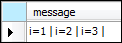 message
i=1 | i=2 | i=3 |